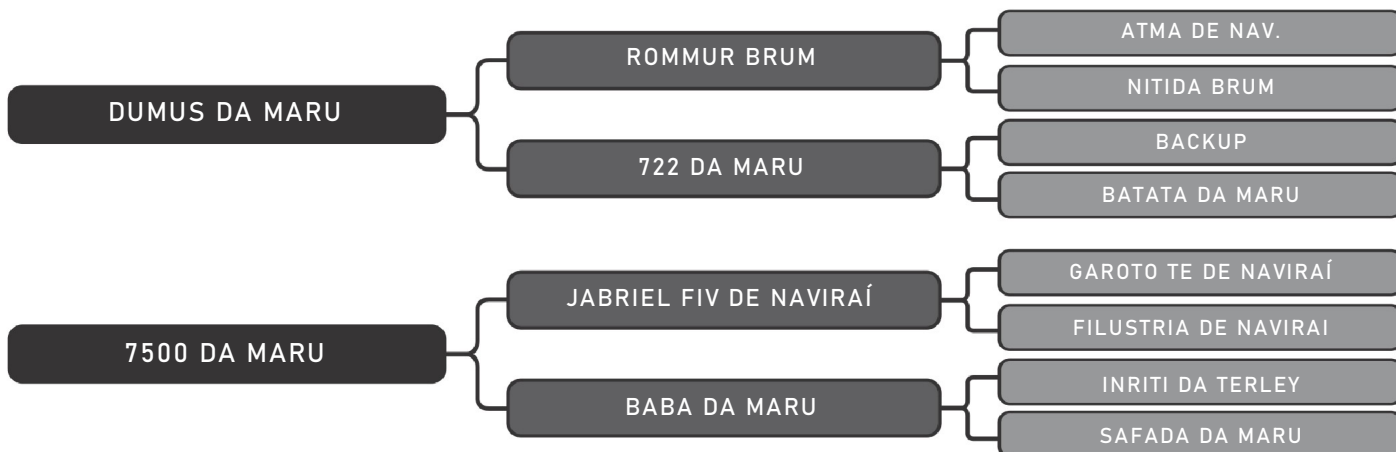 ATMA DE NAV.
ROMMUR BRUM
NITIDA BRUM
DUMUS DA MARU
BACKUP
722 DA MARU
BATATA DA MARU
GAROTO TE DE NAVIRAÍ
JABRIEL FIV DE NAVIRAÍ
FILUSTRIA DE NAVIRAI
7500 DA MARU
INRITI DA TERLEY
BABA DA MARU
SAFADA DA MARU